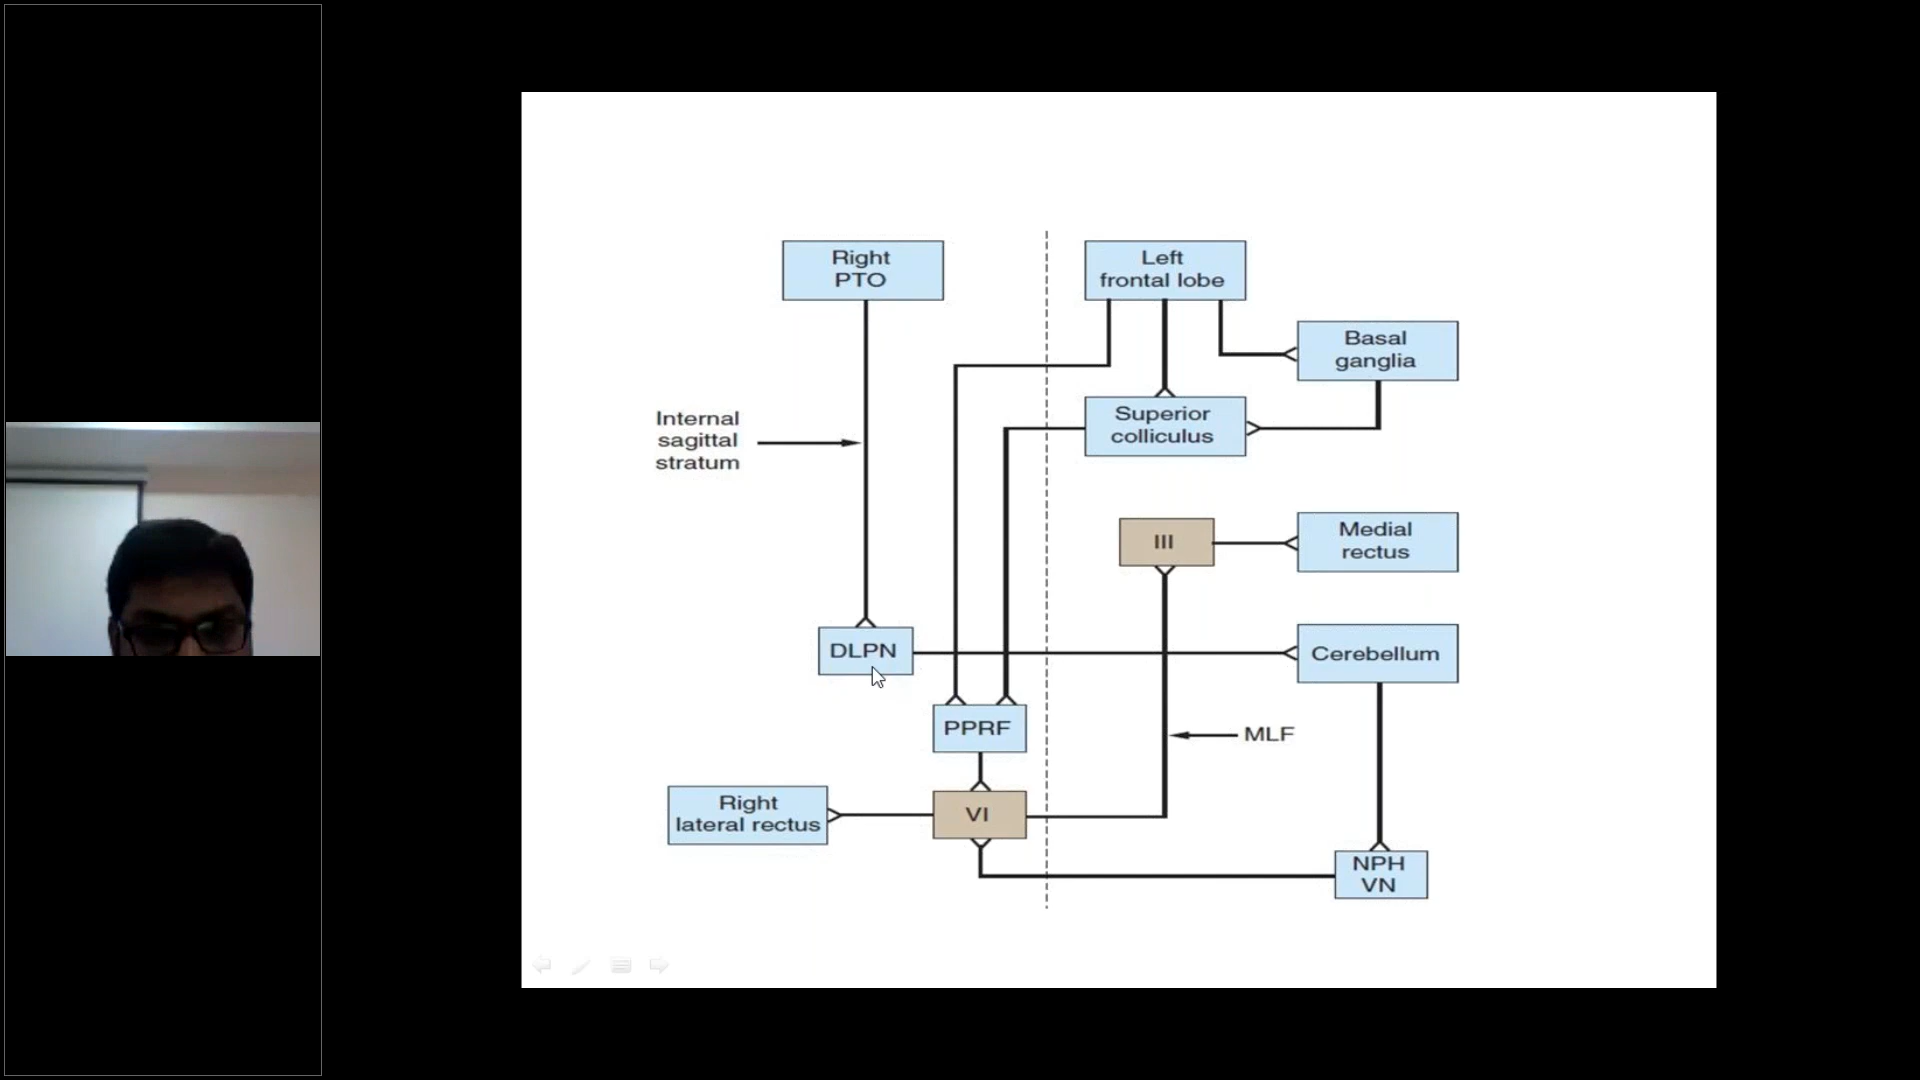 Right
PTO
Left
frontal lobe
Basal
ganglia
Superior
colliculus
Internal
sagittal
stratum
III
Medial
rectus
DLPN
Cerebellum
PPRF
MLF
Right
lateral rectus
VI
NPH
VN